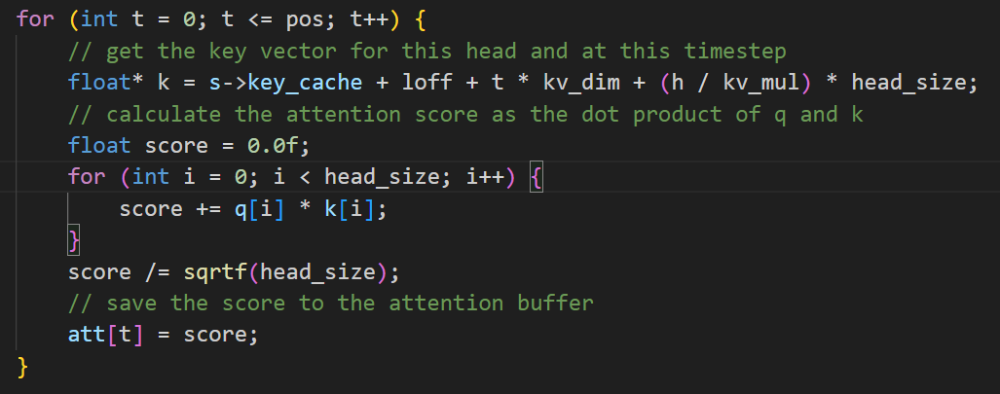 for (int t = 0; t <= pos; t++) {
    // get the key vector for this head and at this timestep
    float* k = s->key_cache + loff + t * kv_dim + (h / kv_mul) * head_size;
    // calculate the attention score as the dot product of q and k
    float score = 0.0f;
    for (int i = 0; i < head_size; i++) {
        score += q[i] * k[i];
    }
    score /= sqrtf(head_size);
    // save the score to the attention buffer
    att[t] = score;
}